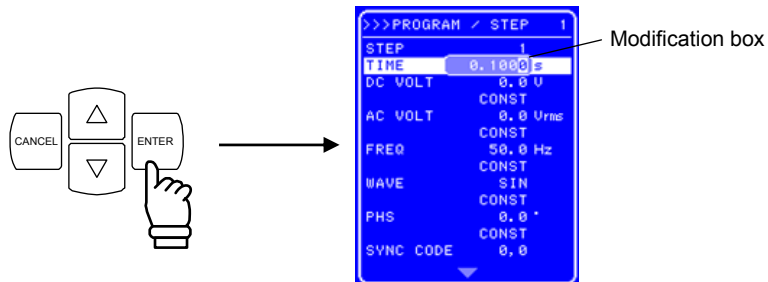 CANCEL
ENTER
>>>PROGRAM / STEP 1
STEP 1
TIME 0.1000 s
DC VOLT 0.0 V
CONST
AC VOLT 0.0 Vrms
CONST
FREQ 50.0 Hz
CONST
WAVE SIN
CONST
PHS 0.0 °
CONST
SYNC CODE 0,0
Modification box